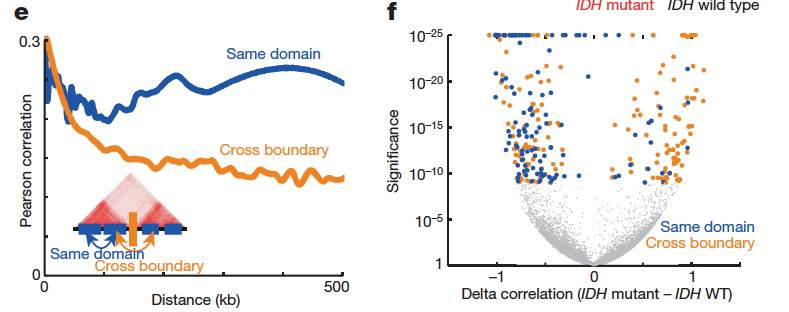 e
0.3
Pearson correlation
0
0
500
Distance (kb)
Same domain
Cross boundary
Same domain
Cross boundary
f
IDH mutant IDH wild type
10−25
10−20
10−15
10−10
10−5
1
Significance
−1
0
1
Delta correlation (IDH mutant – IDH WT)
Same domain
Cross boundary